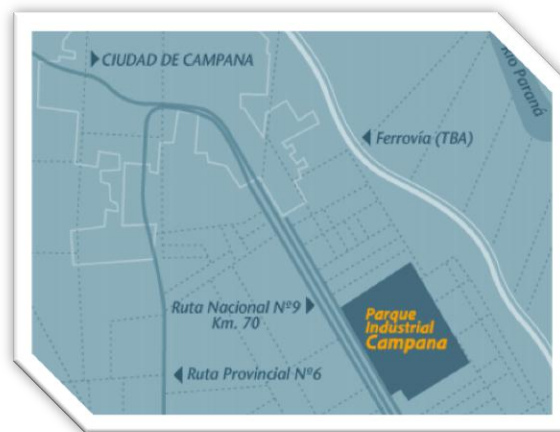 CIUDAD DE CAMPANA
Río Paraná
Ferrovía (TBA)
Ruta Nacional Nº9
Km. 70
Parque
Industrial
Campana
Ruta Provincial Nº6